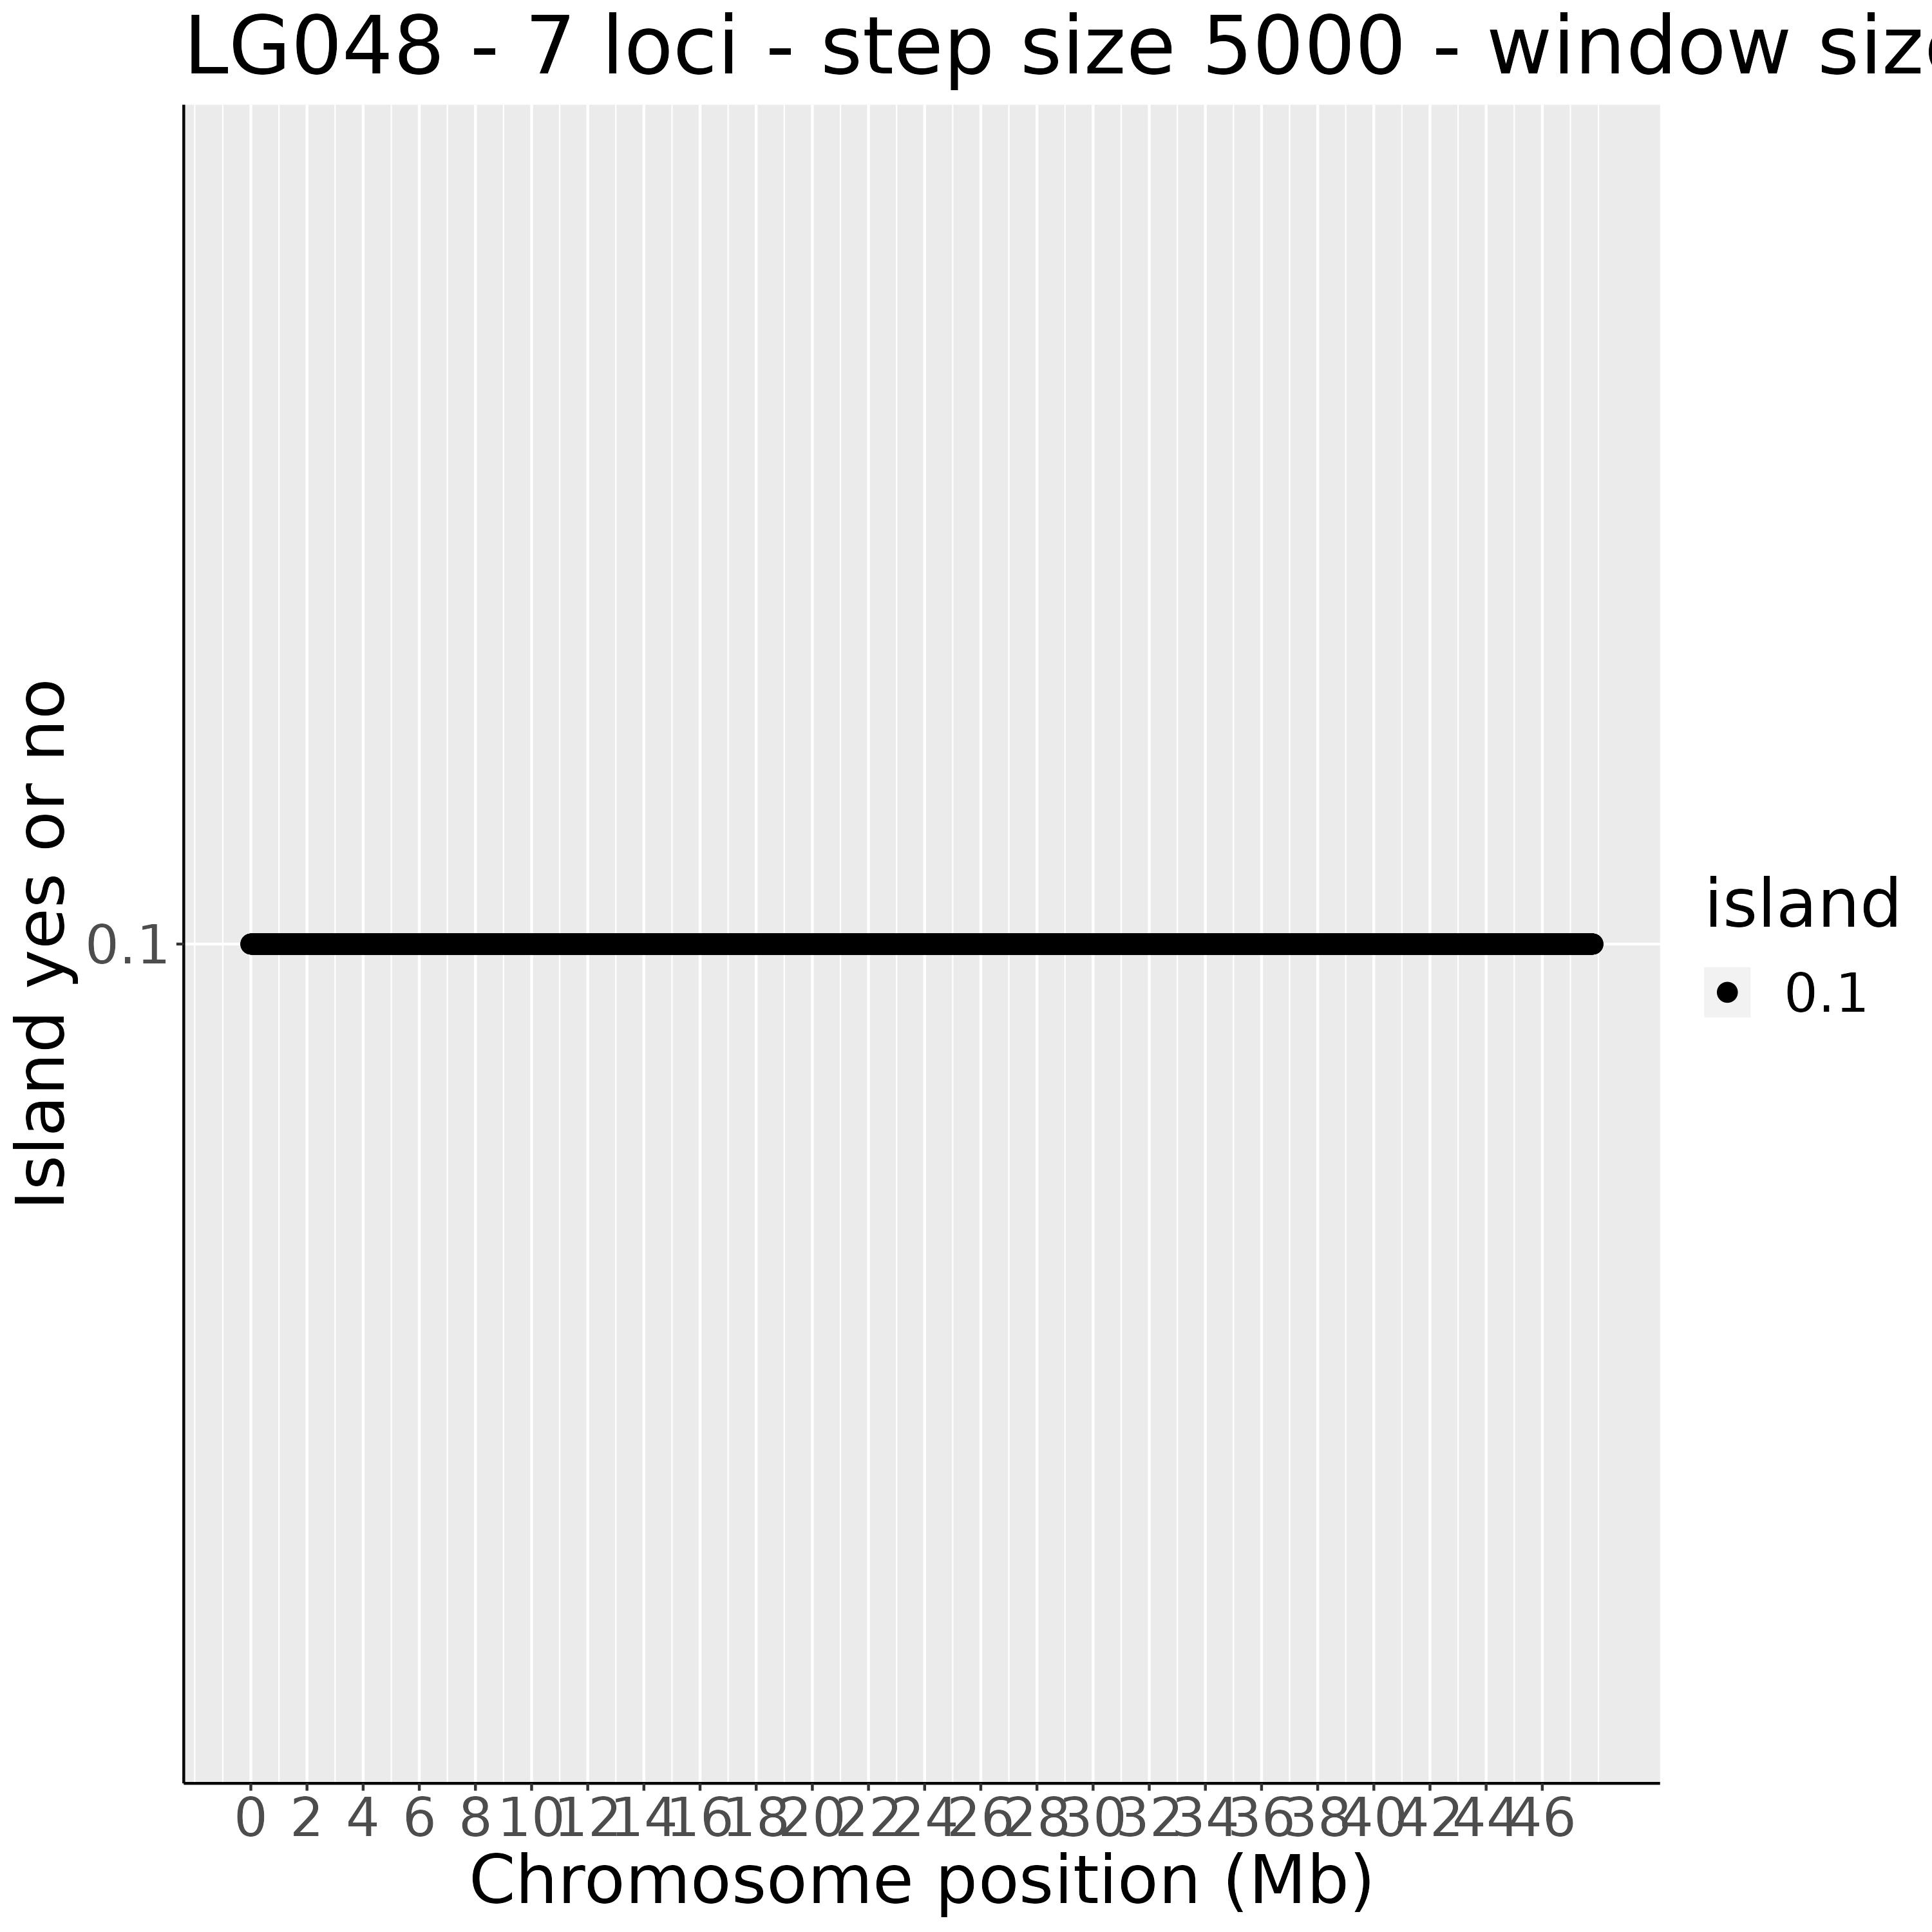 LG048 - 7 loci - step size 5000 - window size
Island yes or no
0.1
island
0.1
0 2 4 6 8 10 12 14 16 18 20 22 24 26 28 30 32 34 36 38 40 42 44 46
Chromosome position (Mb)